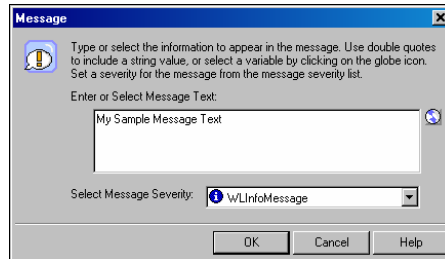 Message
Type or select the information to appear in the message. Use double quotes
to include a string value, or select a variable by clicking on the globe icon.
Set a severity for the message from the message severity list.
Enter or Select Message Text:
My Sample Message Text
Select Message Severity:  WLInfoMessage
OK  Cancel  Help